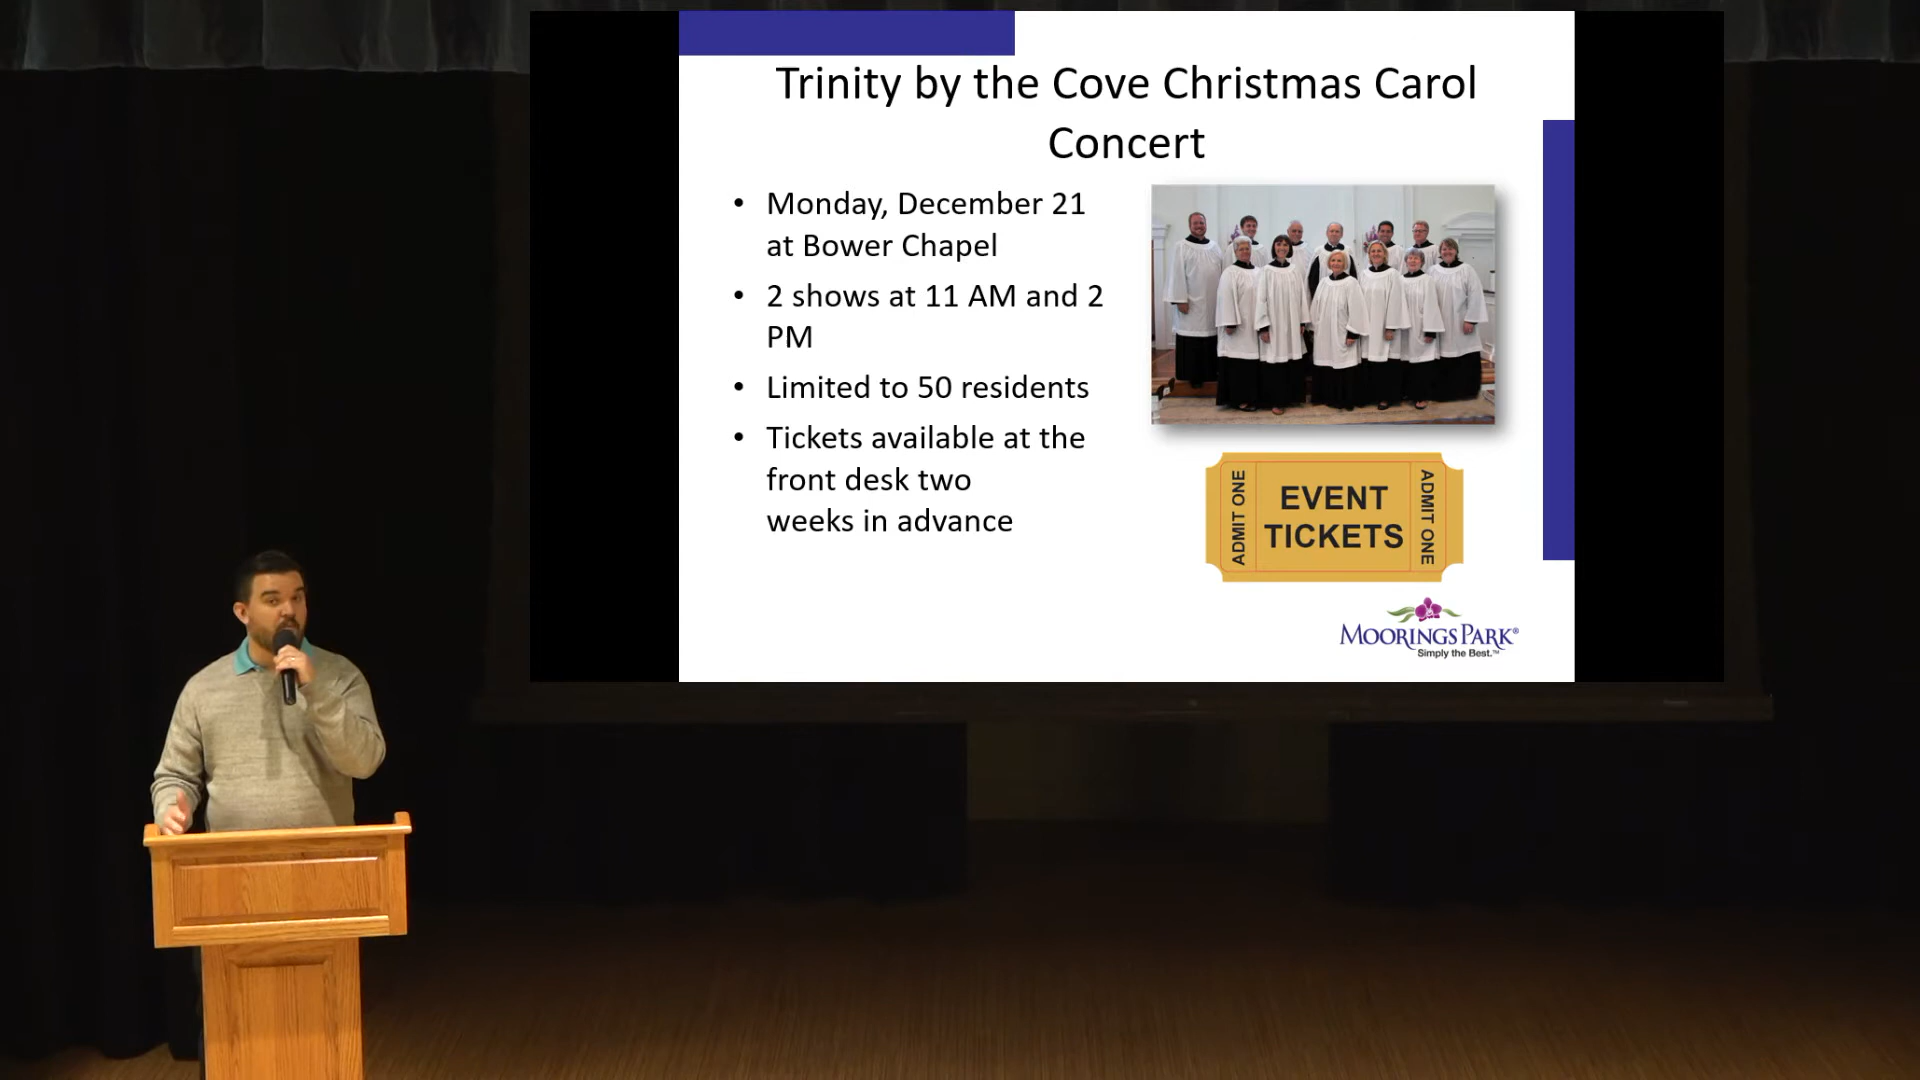 Trinity by the Cove Christmas Carol
Concert
• Monday, December 21
at Bower Chapel
• 2 shows at 11 AM and 2
PM
• Limited to 50 residents
• Tickets available at the
front desk two
weeks in advance
ADMIT ONE
EVENT
TICKETS
ADMIT ONE
MOORINGS PARK®
Simply the Best.™